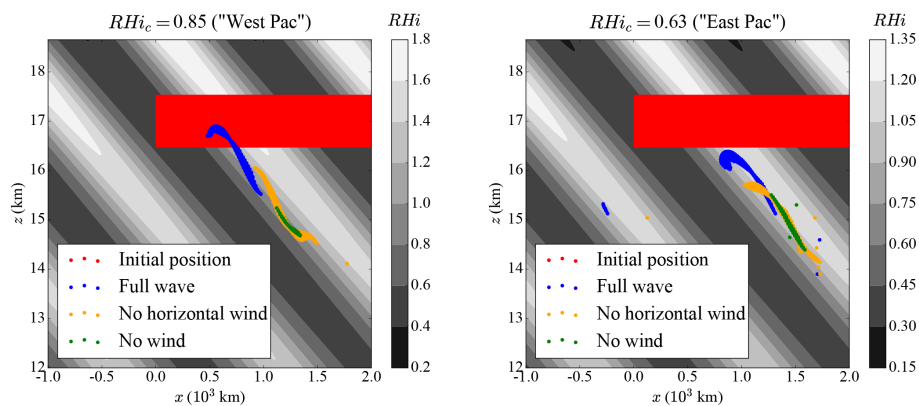 RHi_c = 0.85 ("West Pac")
RHi
18
17
16
15
14
13
12
z (km)
Initial position
Full wave
No horizontal wind
No wind
-1.0 -0.5 0.0 0.5 1.0 1.5 2.0
x (10^3 km)
1.8
1.6
1.4
1.2
1.0
0.8
0.6
0.4
0.2
RHi_c = 0.63 ("East Pac")
RHi
18
17
16
15
14
13
12
z (km)
Initial position
Full wave
No horizontal wind
No wind
-1.0 -0.5 0.0 0.5 1.0 1.5 2.0
x (10^3 km)
1.35
1.20
1.05
0.90
0.75
0.60
0.45
0.30
0.15